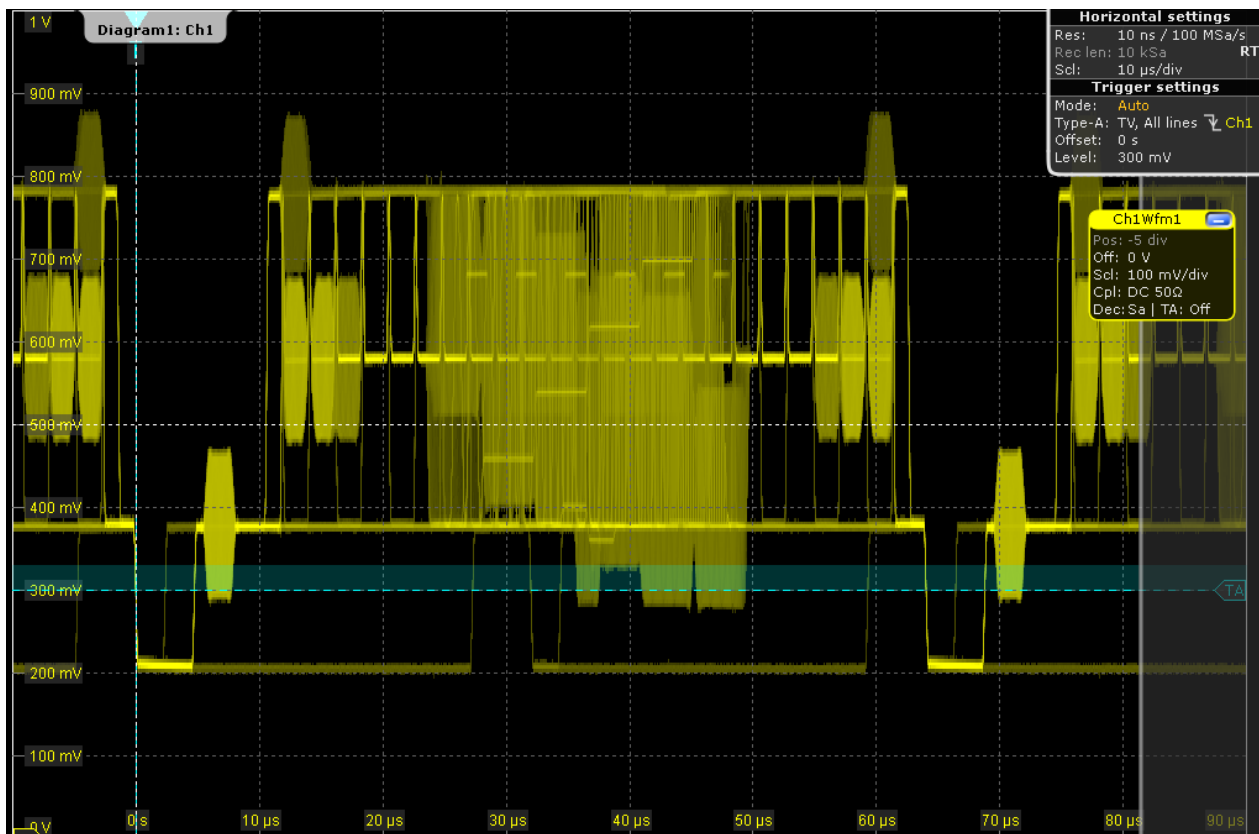 1 V
Diagram1: Ch1
Horizontal settings
Res: 10 ns / 100 MSa/s
Rec len: 10 kSa RT
Scl: 10 µs/div
Trigger settings
Mode: Auto
Type-A: TV, All lines Ch1
Offset: 0 s
Level: 300 mV
900 mV
800 mV
Ch1Wfm1
Pos: -5 div
Off: 0 V
Scl: 100 mV/div
Cpl: DC 50Ω
Dec: Sa | TA: Off
700 mV
600 mV
500 mV
400 mV
300 mV
TA
200 mV
100 mV
0 V
0 s 10 µs 20 µs 30 µs 40 µs 50 µs 60 µs 70 µs 80 µs 90 µs